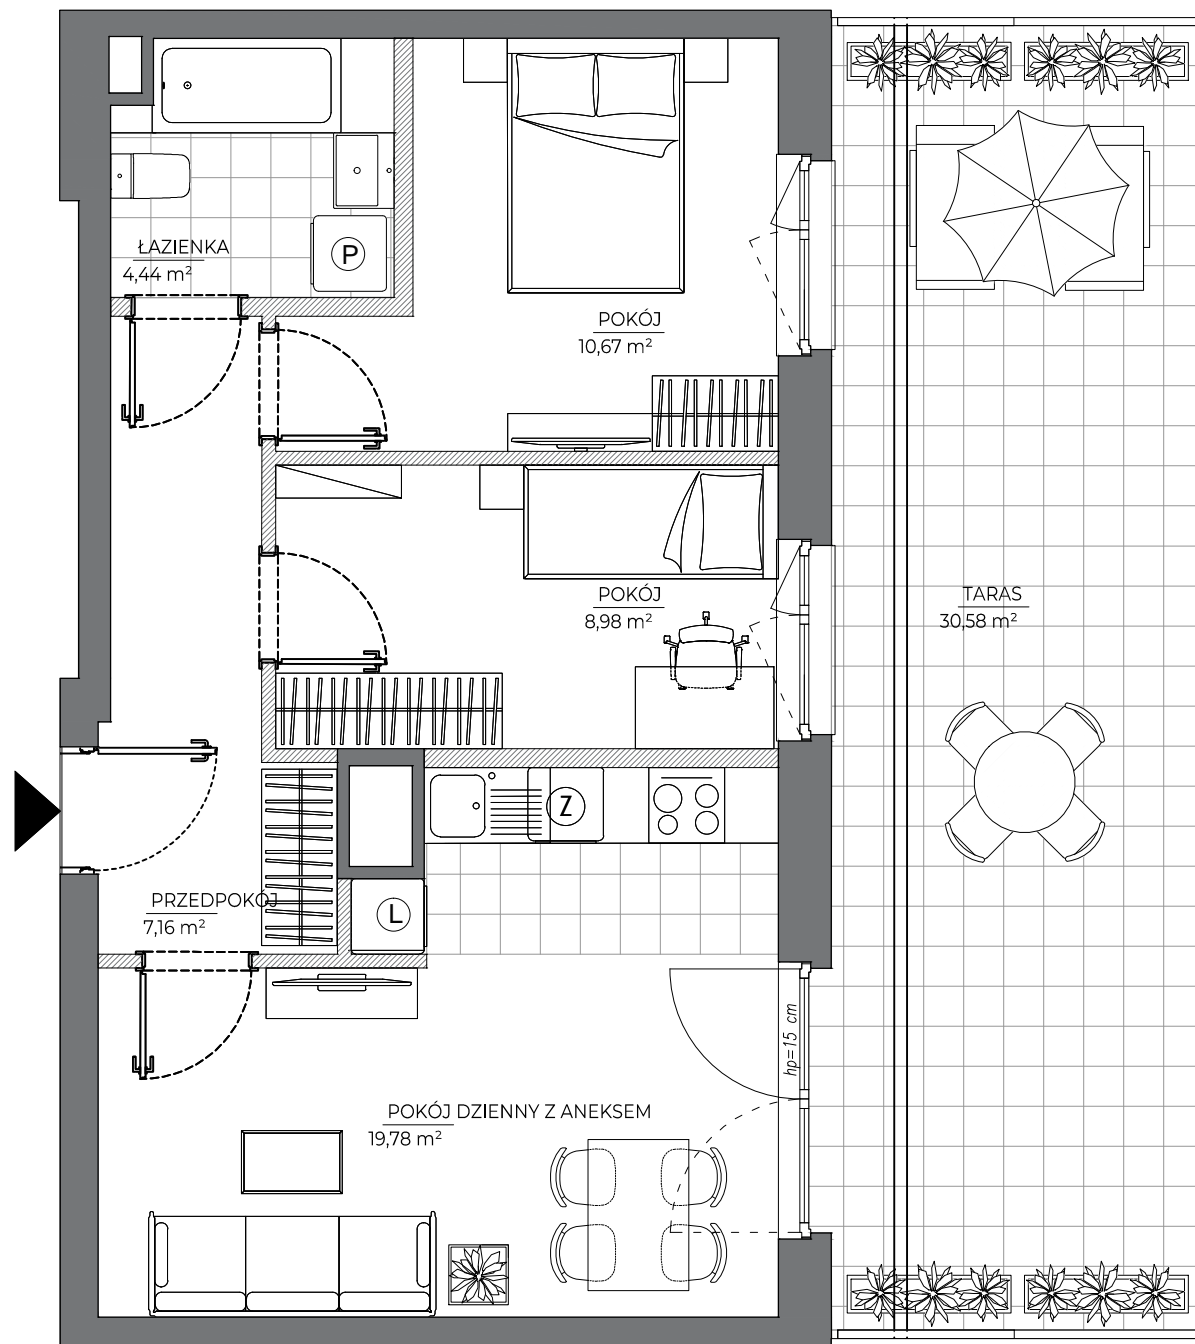 ŁAZIENKA
4,44 m²
P
POKÓJ
10,67 m²
POKÓJ
8,98 m²
TARAS
30,58 m²
Z
L
PRZEDPOKÓJ
7,16 m²
hp=15 cm
POKÓJ DZIENNY Z ANEKSEM
19,78 m²